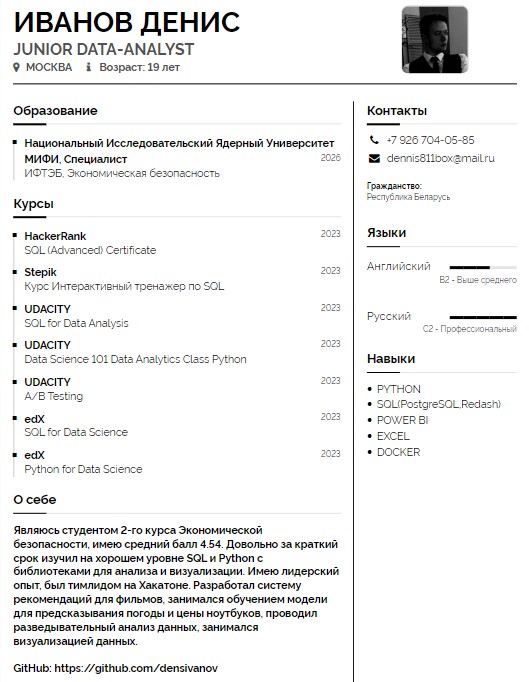 ИВАНОВ ДЕНИС
JUNIOR DATA-ANALYST
МОСКВА Возраст: 19 лет
Образование
Национальный Исследовательский Ядерный Университет
МИФИ, Специалист 2026
ИФТЭБ, Экономическая безопасность
Курсы
HackerRank 2023
SQL (Advanced) Certificate
Stepik 2023
Курс Интерактивный тренажер по SQL
UDACITY 2023
SQL for Data Analysis
UDACITY 2023
Data Science 101 Data Analytics Class Python
UDACITY 2023
A/B Testing
edX 2023
SQL for Data Science
edX 2023
Python for Data Science
О себе
Являюсь студентом 2-го курса Экономической
безопасности, имею средний балл 4.54. Довольно за краткий
срок изучил на хорошем уровне SQL и Python с
библиотеками для анализа и визуализации. Имею лидерский
опыт, был тимлидом на Хакатоне. Разработал систему
рекомендаций для фильмов, занимался обучением модели
для предсказывания погоды и цены ноутбуков, проводил
разведывательный анализ данных, занимался
визуализацией данных.
GitHub: https://github.com/densivanov
Контакты
+7 926 704-05-85
dennis811box@mail.ru
Гражданство:
Республика Беларусь
Языки
Английский
B2 - Выше среднего
Русский
C2 - Профессиональный
Навыки
PYTHON
SQL(PostgreSQL,Redash)
POWER BI
EXCEL
DOCKER